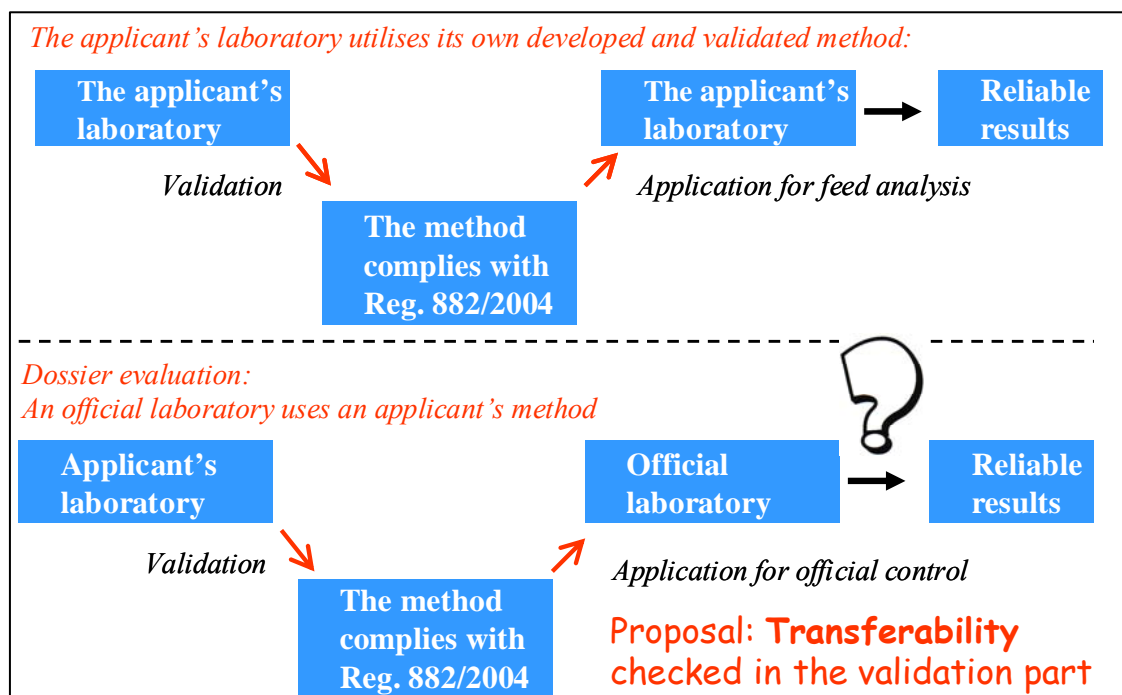 The applicant's laboratory utilises its own developed and validated method:
The applicant's
laboratory
The applicant's
laboratory
Reliable
results
Validation
Application for feed analysis
The method
complies with
Reg. 882/2004
Dossier evaluation:
An official laboratory uses an applicant's method
?
Applicant's
laboratory
Official
laboratory
Reliable
results
Validation
Application for official control
The method
complies with
Reg. 882/2004
Proposal: Transferability
checked in the validation part